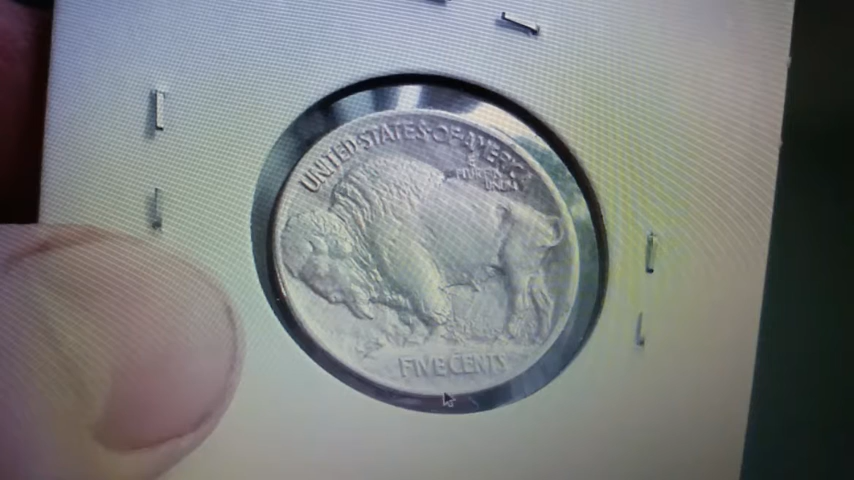 UNITED·STATES·OF·AMERICA
E
PLURIBUS
UNUM
FIVE CENTS